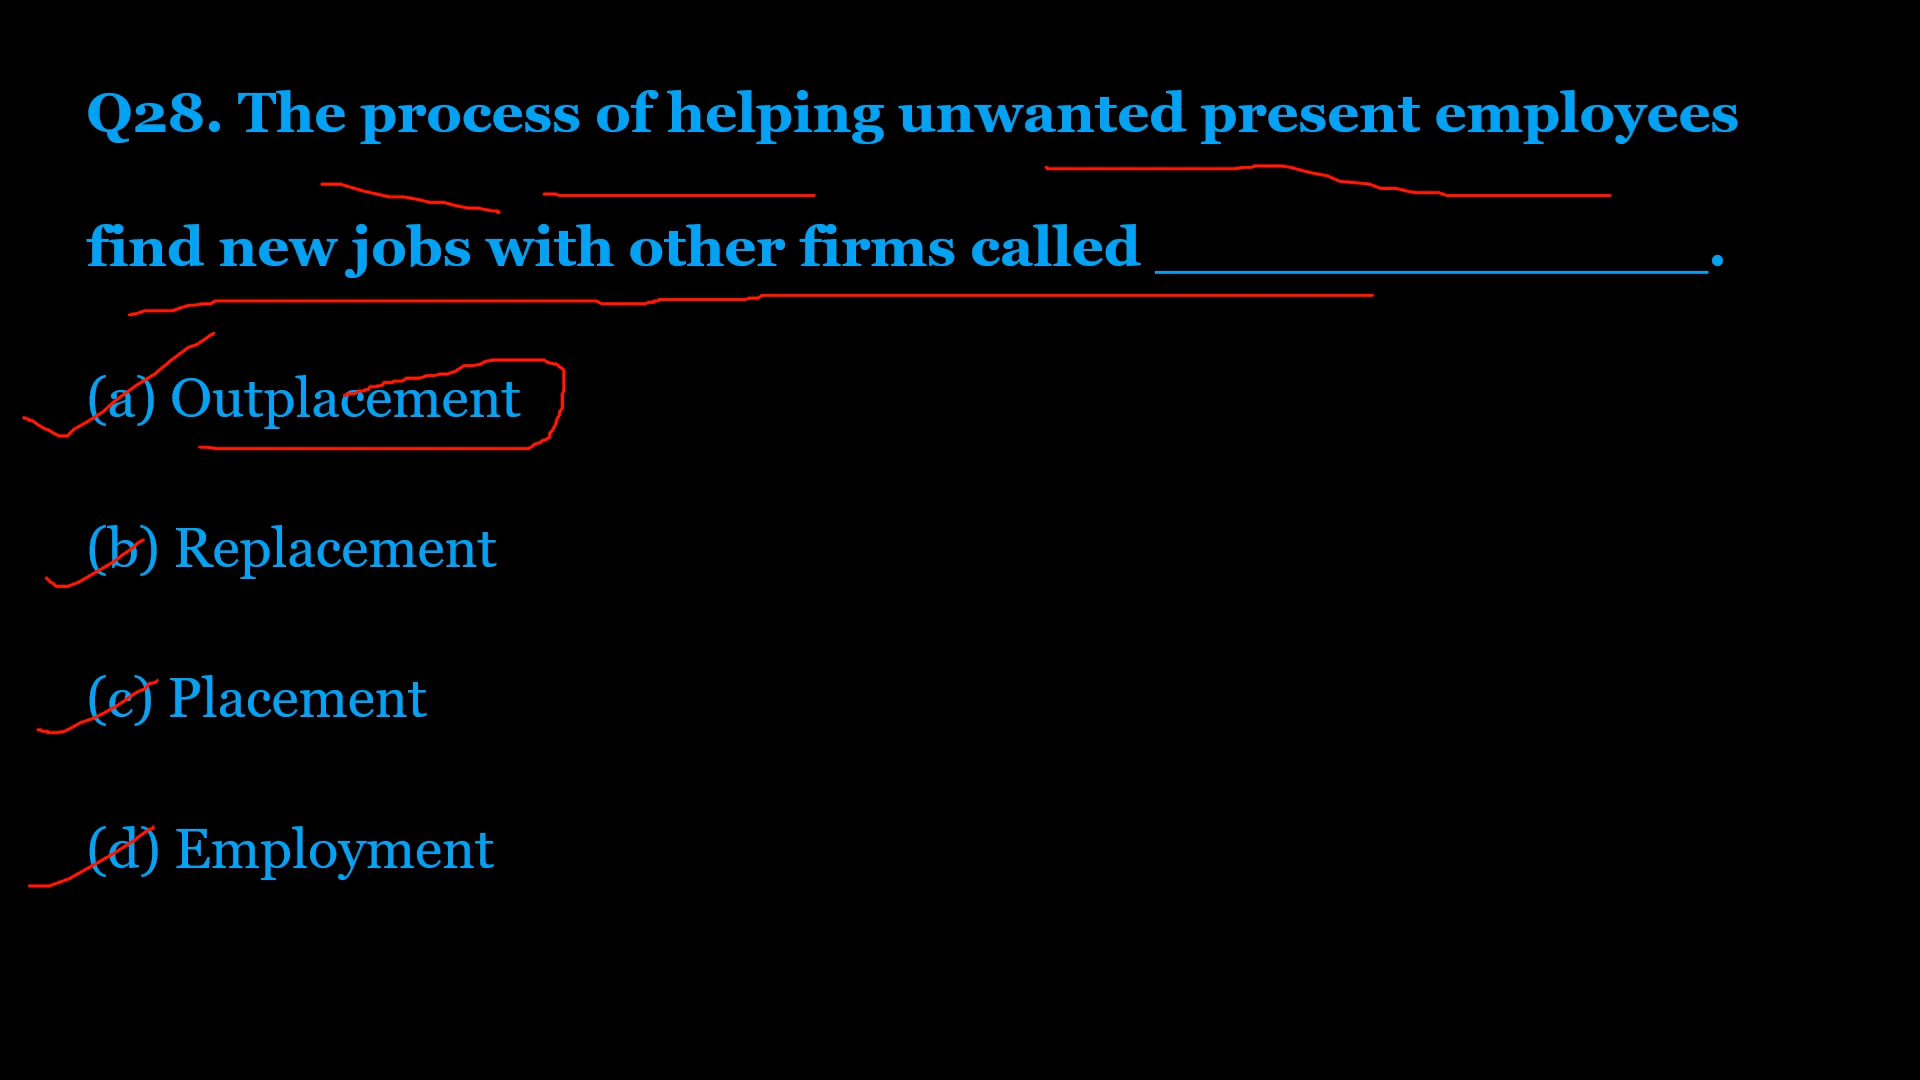 Q28. The process of helping unwanted present employees
find new jobs with other firms called ____________________.
(a) Outplacement
(b) Replacement
(c) Placement
(d) Employment